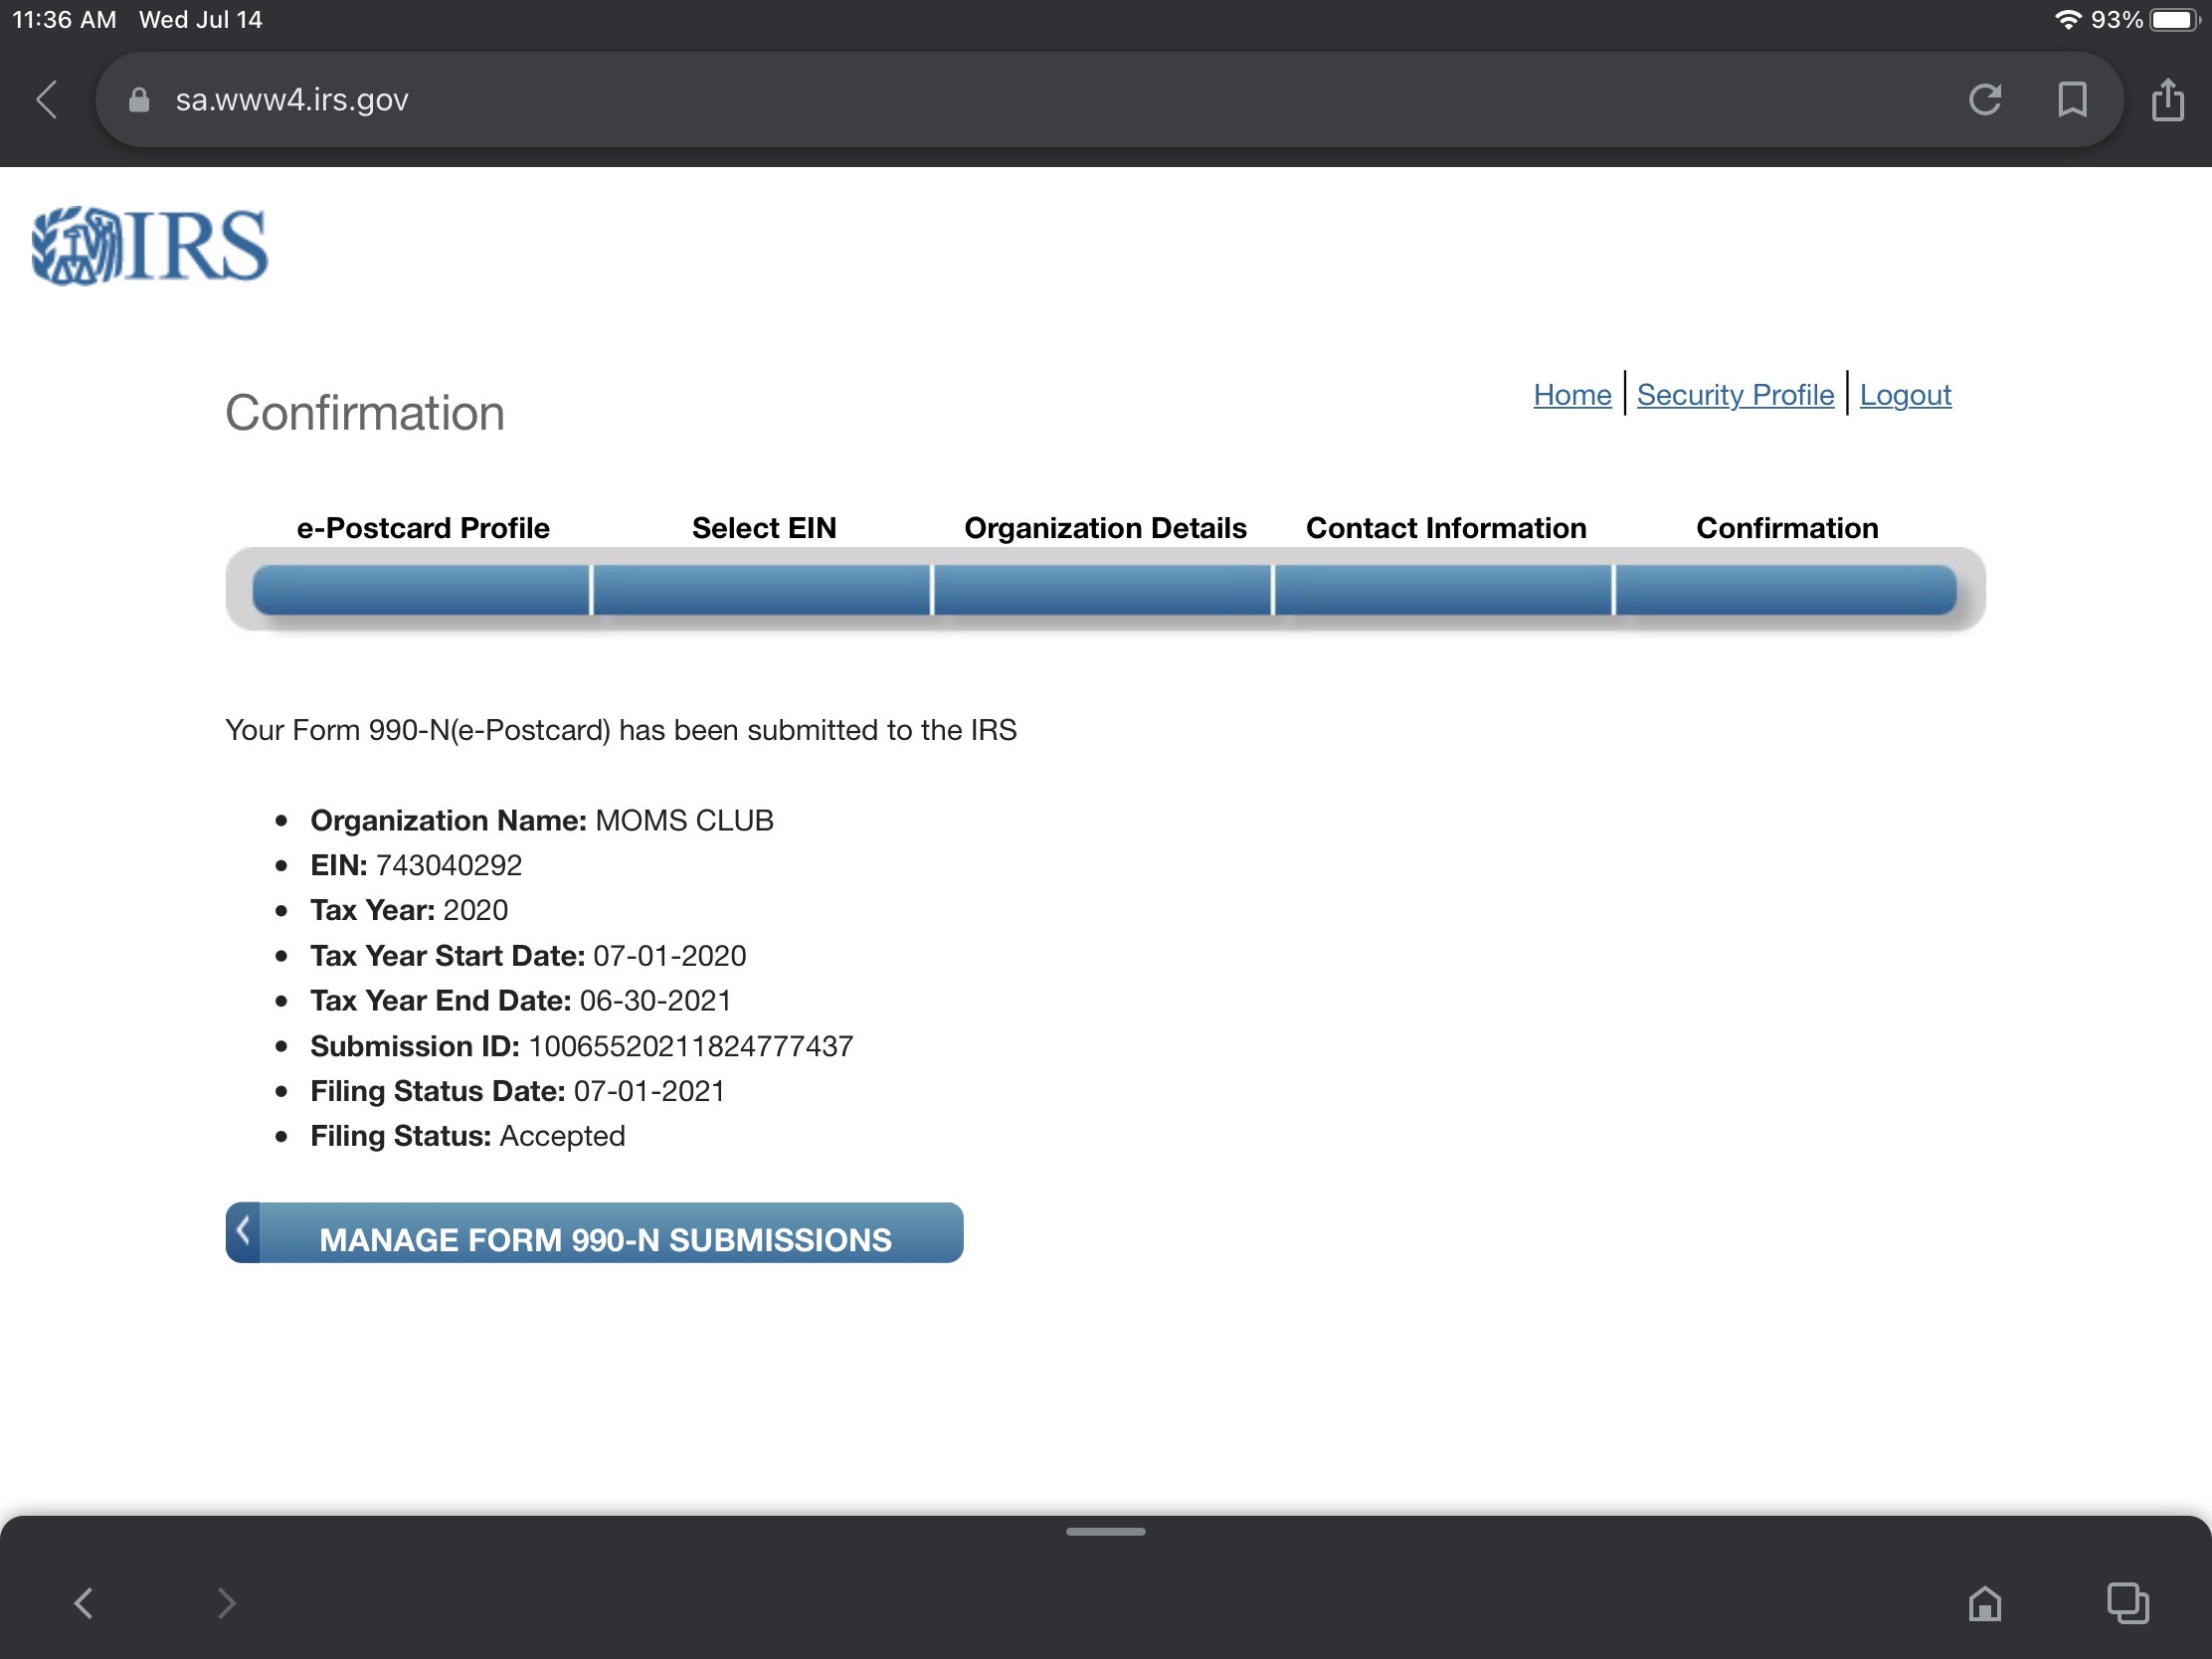 11:36 AM Wed Jul 14 93%
sa.www4.irs.gov
IRS
Home Security Profile Logout
Confirmation
e-Postcard Profile Select EIN Organization Details Contact Information Confirmation
Your Form 990-N(e-Postcard) has been submitted to the IRS
• Organization Name: MOMS CLUB
• EIN: 743040292
• Tax Year: 2020
• Tax Year Start Date: 07-01-2020
• Tax Year End Date: 06-30-2021
• Submission ID: 10065520211824777437
• Filing Status Date: 07-01-2021
• Filing Status: Accepted
MANAGE FORM 990-N SUBMISSIONS